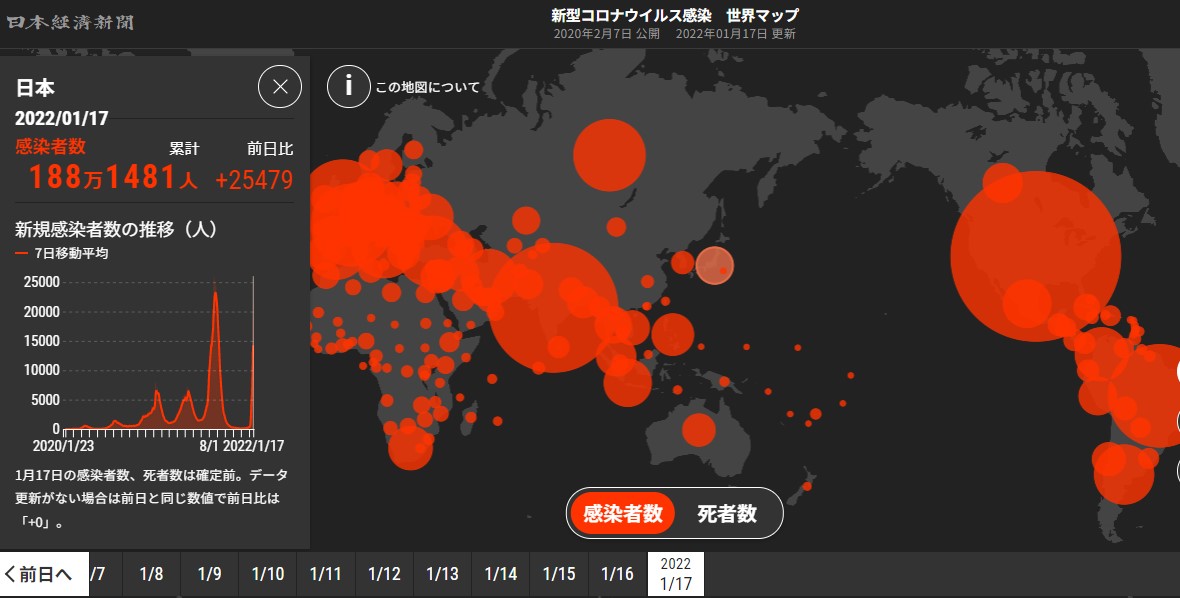 日本経済新聞
新型コロナウイルス感染　世界マップ
2020年2月7日 公開　2022年01月17日 更新
日本
この地図について
2022/01/17
感染者数 累計 前日比
188万1481人 +25479
新規感染者数の推移（人）
7日移動平均
25000
20000
15000
10000
5000
0
2020/1/23 8/1 2022/1/17
1月17日の感染者数、死者数は確定前。データ
更新がない場合は前日と同じ数値で前日比は
「+0」。
感染者数 死者数
前日へ /7 1/8 1/9 1/10 1/11 1/12 1/13 1/14 1/15 1/16 2022
1/17